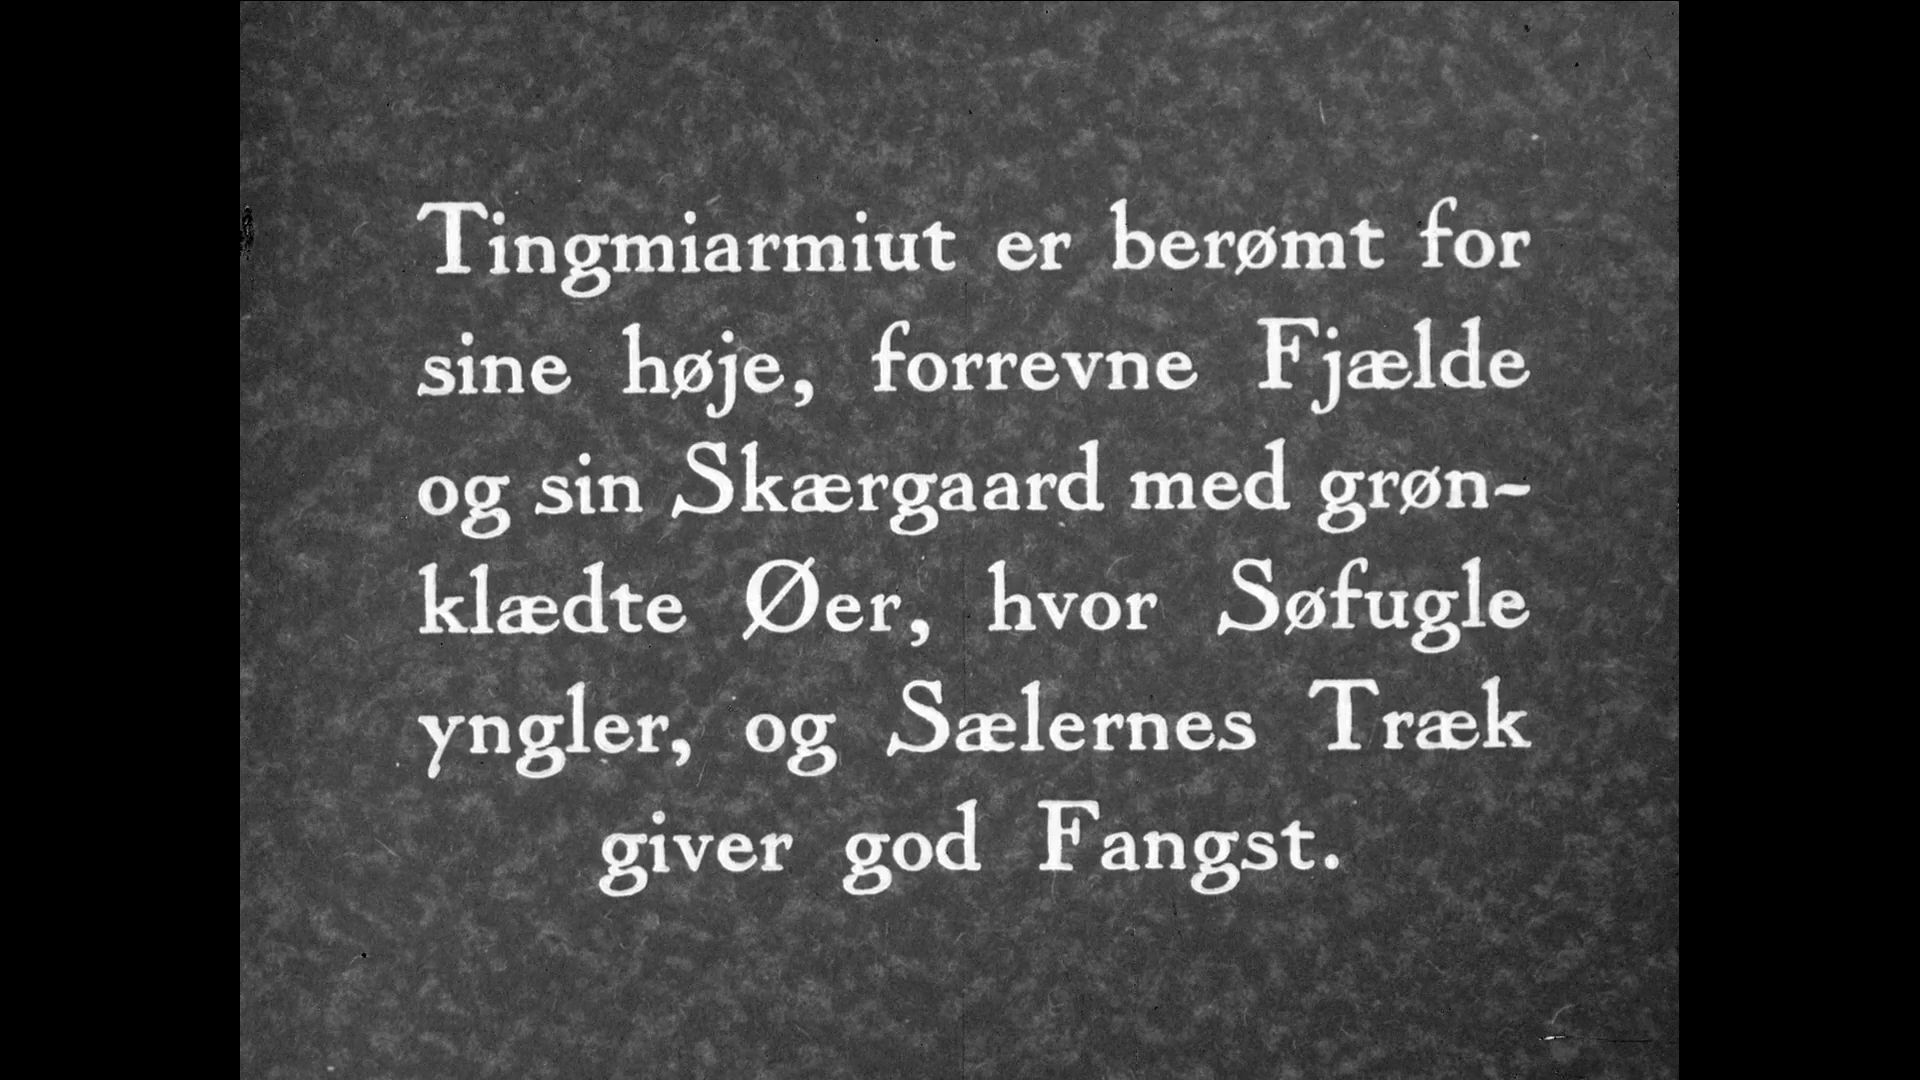 Tingmiarmiut er berømt for
sine høje, forrevne Fjælde
og sin Skærgaard med grøn-
klædte Øer, hvor Søfugle
yngler, og Sælernes Træk
giver god Fangst.